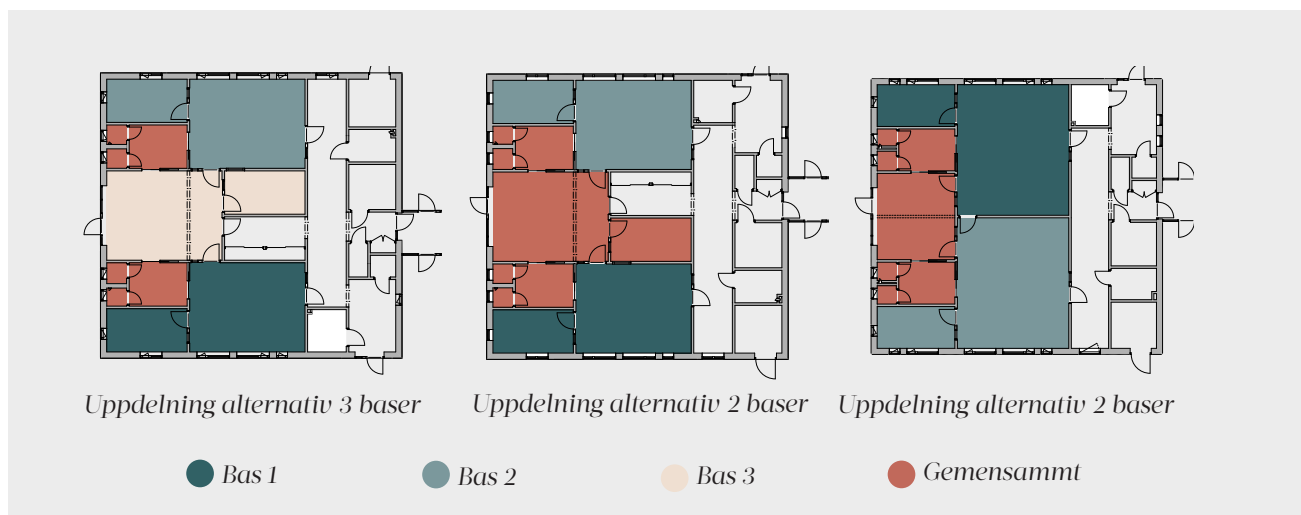 Uppdelning alternativ 3 baser
Uppdelning alternativ 2 baser
Uppdelning alternativ 2 baser
Bas 1
Bas 2
Bas 3
Gemensammt